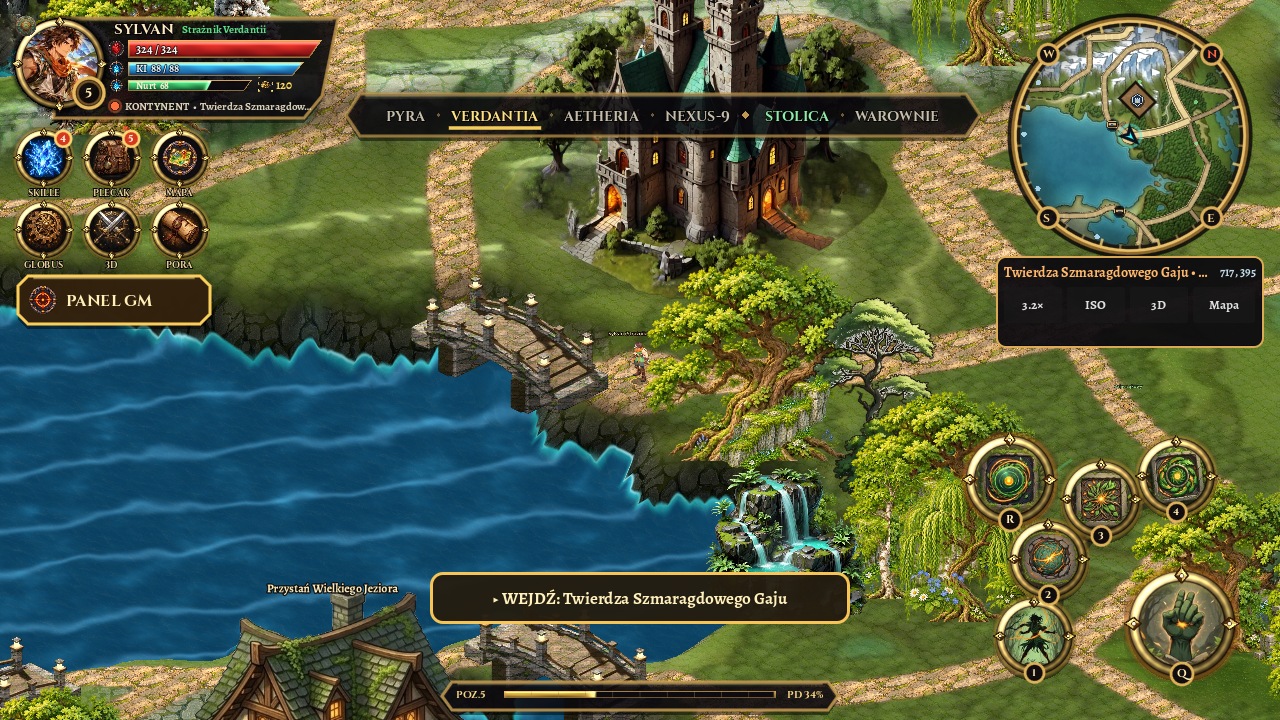 SYLVAN Strażnik Verdantii
324 / 324
KI 88 / 88
Nurt 68 120
5
KONTYNENT • Twierdza Szmaragdow...
PYRA VERDANTIA AETHERIA NEXUS-9 STOLICA WAROWNIE
W N S E
4 5
SKILLE PLECAK MAPA
GLOBUS 3D PORA
PANEL GM
Twierdza Szmaragdowego Gaju • ... 717, 395
3.2× ISO 3D Mapa
R 4 3 2 1 Q
Przystań Wielkiego Jeziora
▸ WEJDŹ: Twierdza Szmaragdowego Gaju
POZ.5 PD 34%